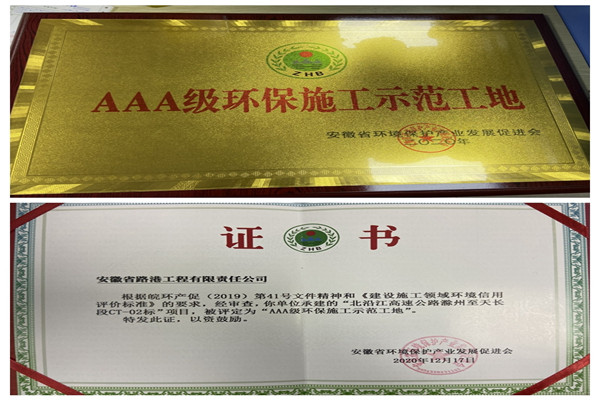 ZHB
AAA级环保施工示范工地
安徽省环境保护产业发展促进会
二〇二〇年
证书
安徽省路港工程有限责任公司
根据皖环产促（2019）第41号文件精神和《建设施工领域环境信用
评价标准》的要求，经审查，你单位承建的“北沿江高速公路滁州至天长
段CT-02标”项目，被评定为“AAA级环保施工示范工地”。
特发此证，以资鼓励。
安徽省环境保护产业发展促进会
2020年12月17日